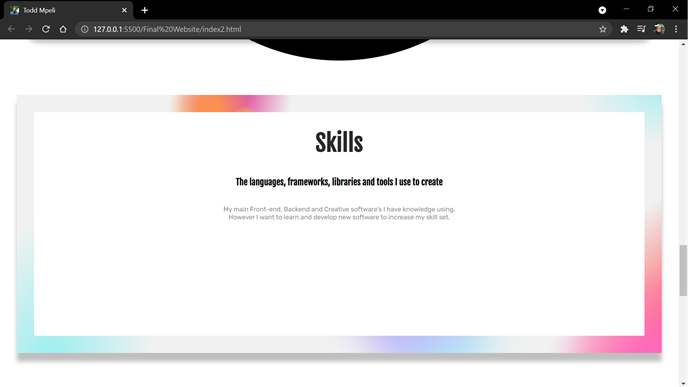 Todd Mpeli
127.0.0.1:5500/Final%20Website/index2.html
Skills
The languages, frameworks, libraries and tools I use to create
My main Front-end, Backend and Creative software's I have knowledge using.
However I want to learn and develop new software to increase my skill set.